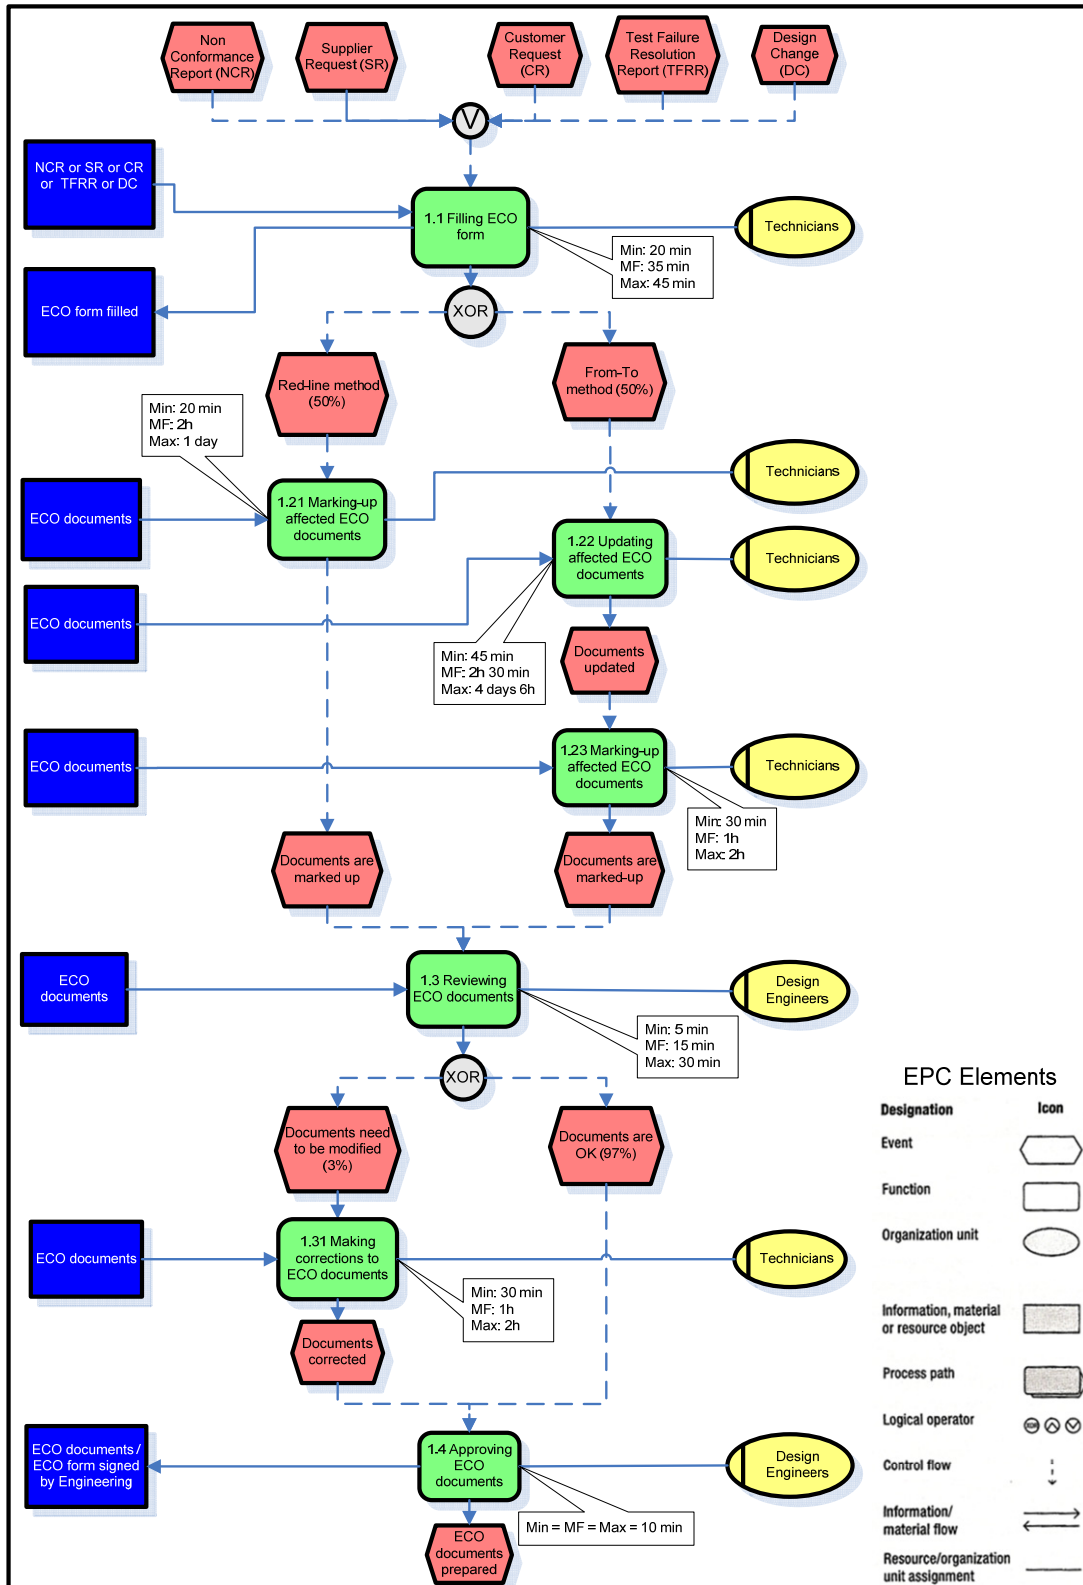 Non
Conformance
Report (NCR)
Supplier
Request (SR)
Customer
Request
(CR)
Test Failure
Resolution
Report (TFRR)
Design
Change
(DC)
V
NCR or SR or CR
or TFRR or DC
1.1 Filling ECO
form
Technicians
Min: 20 min
MF: 35 min
Max: 45 min
ECO form fiilled
XOR
Red-line method
(50%)
From-To
method (50%)
Min: 20 min
MF: 2h
Max: 1 day
Technicians
ECO documents
1.21 Marking-up
affected ECO
documents
1.22 Updating
affected ECO
documents
Technicians
ECO documents
Min: 45 min
MF: 2h 30 min
Max: 4 days 6h
Documents
updated
ECO documents
1.23 Marking-up
affected ECO
documents
Technicians
Min: 30 min
MF: 1h
Max: 2h
Documents are
marked up
Documents are
marked-up
ECO
documents
1.3 Reviewing
ECO documents
Design
Engineers
Min: 5 min
MF: 15 min
Max: 30 min
XOR
Documents need
to be modified
(3%)
Documents are
OK (97%)
ECO documents
1.31 Making
corrections to
ECO documents
Technicians
Min: 30 min
MF: 1h
Max: 2h
Documents
corrected
ECO documents /
ECO form signed
by Engineering
1.4 Approving
ECO
documents
Design
Engineers
Min = MF = Max = 10 min
ECO
documents
prepared
EPC Elements
Designation Icon
Event
Function
Organization unit
Information, material
or resource object
Process path
Logical operator
Control flow
Information/
material flow
Resource/organization
unit assignment